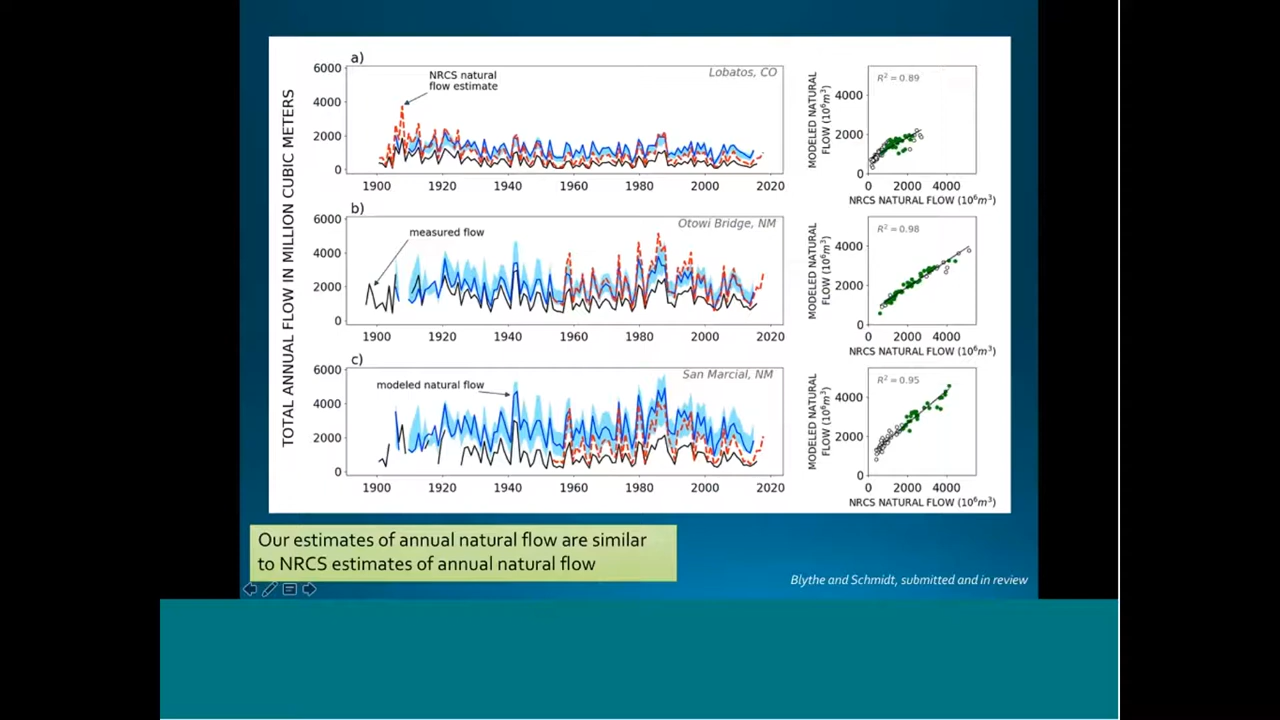 TOTAL ANNUAL FLOW IN MILLION CUBIC METERS
a)
6000
4000
2000
0
NRCS natural
flow estimate
Lobatos, CO
1900 1920 1940 1960 1980 2000 2020
MODELED NATURAL
FLOW (10⁶m³)
R² = 0.89
4000
2000
0
0 2000 4000
NRCS NATURAL FLOW (10⁶m³)
b)
6000
4000
2000
0
measured flow
Otowi Bridge, NM
1900 1920 1940 1960 1980 2000 2020
MODELED NATURAL
FLOW (10⁶m³)
R² = 0.98
4000
2000
0
0 2000 4000
NRCS NATURAL FLOW (10⁶m³)
c)
6000
4000
2000
0
modeled natural flow
San Marcial, NM
1900 1920 1940 1960 1980 2000 2020
MODELED NATURAL
FLOW (10⁶m³)
R² = 0.95
4000
2000
0
0 2000 4000
NRCS NATURAL FLOW (10⁶m³)
Our estimates of annual natural flow are similar
to NRCS estimates of annual natural flow
Blythe and Schmidt, submitted and in review